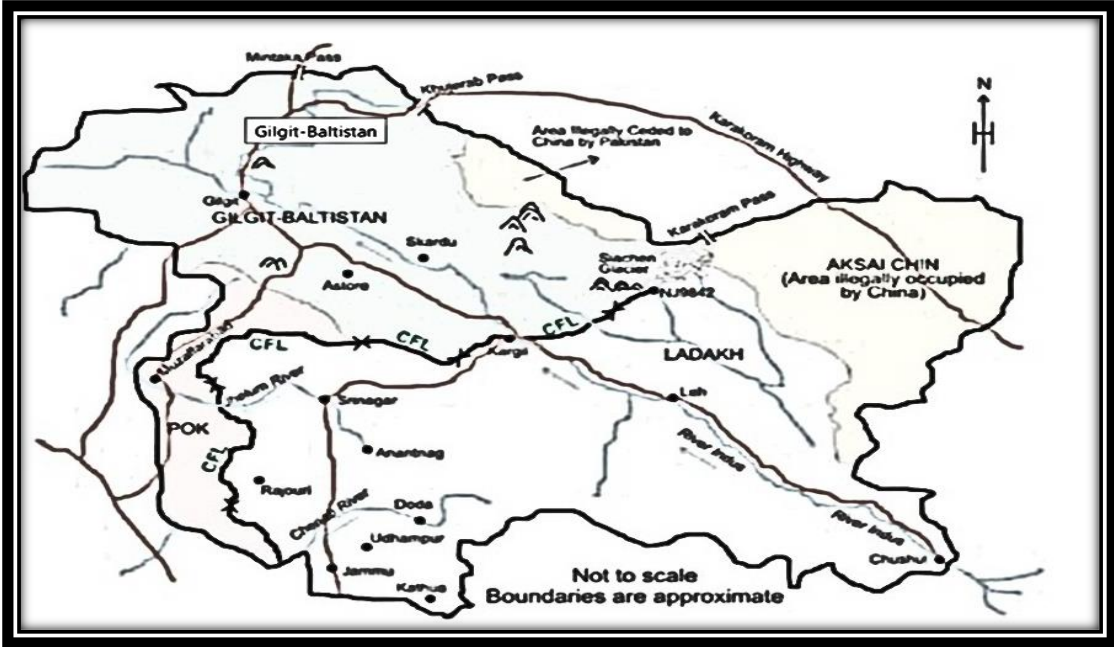 Mintaka Pass
Khujerab Pass
N
Gilgit-Baltistan
Area Illegally Ceded to
China by Pakistan
Karakoram Highway
Gilgit
GILGIT-BALTISTAN
Karakoram Pass
Skardu
Siachen
Glacier
AKSAI CHIN
(Area illegally occupied
by China)
Astore
NJ9842
CFL
CFL
CFL
Kargil
LADAKH
Muzaffarabad
Jhelum River
Srinagar
Leh
POK
CFL
Anantnag
River Indus
Rajouri
Chenab River
Doda
River Indus
Udhampur
Chushul
Jammu
Kathua
Not to scale
Boundaries are approximate